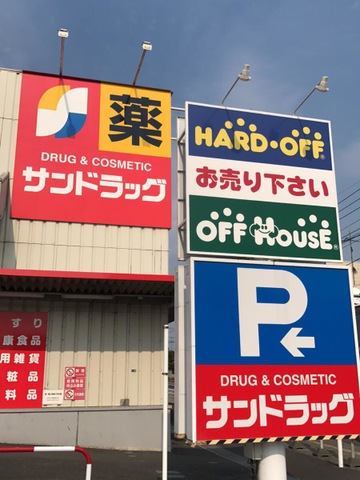 薬
DRUG & COSMETIC
サンドラッグ
HARD・OFF
お売り下さい
OFF HOUSE
P
DRUG & COSMETIC
サンドラッグ
すり
康食品
用雑貨
粧品
料品